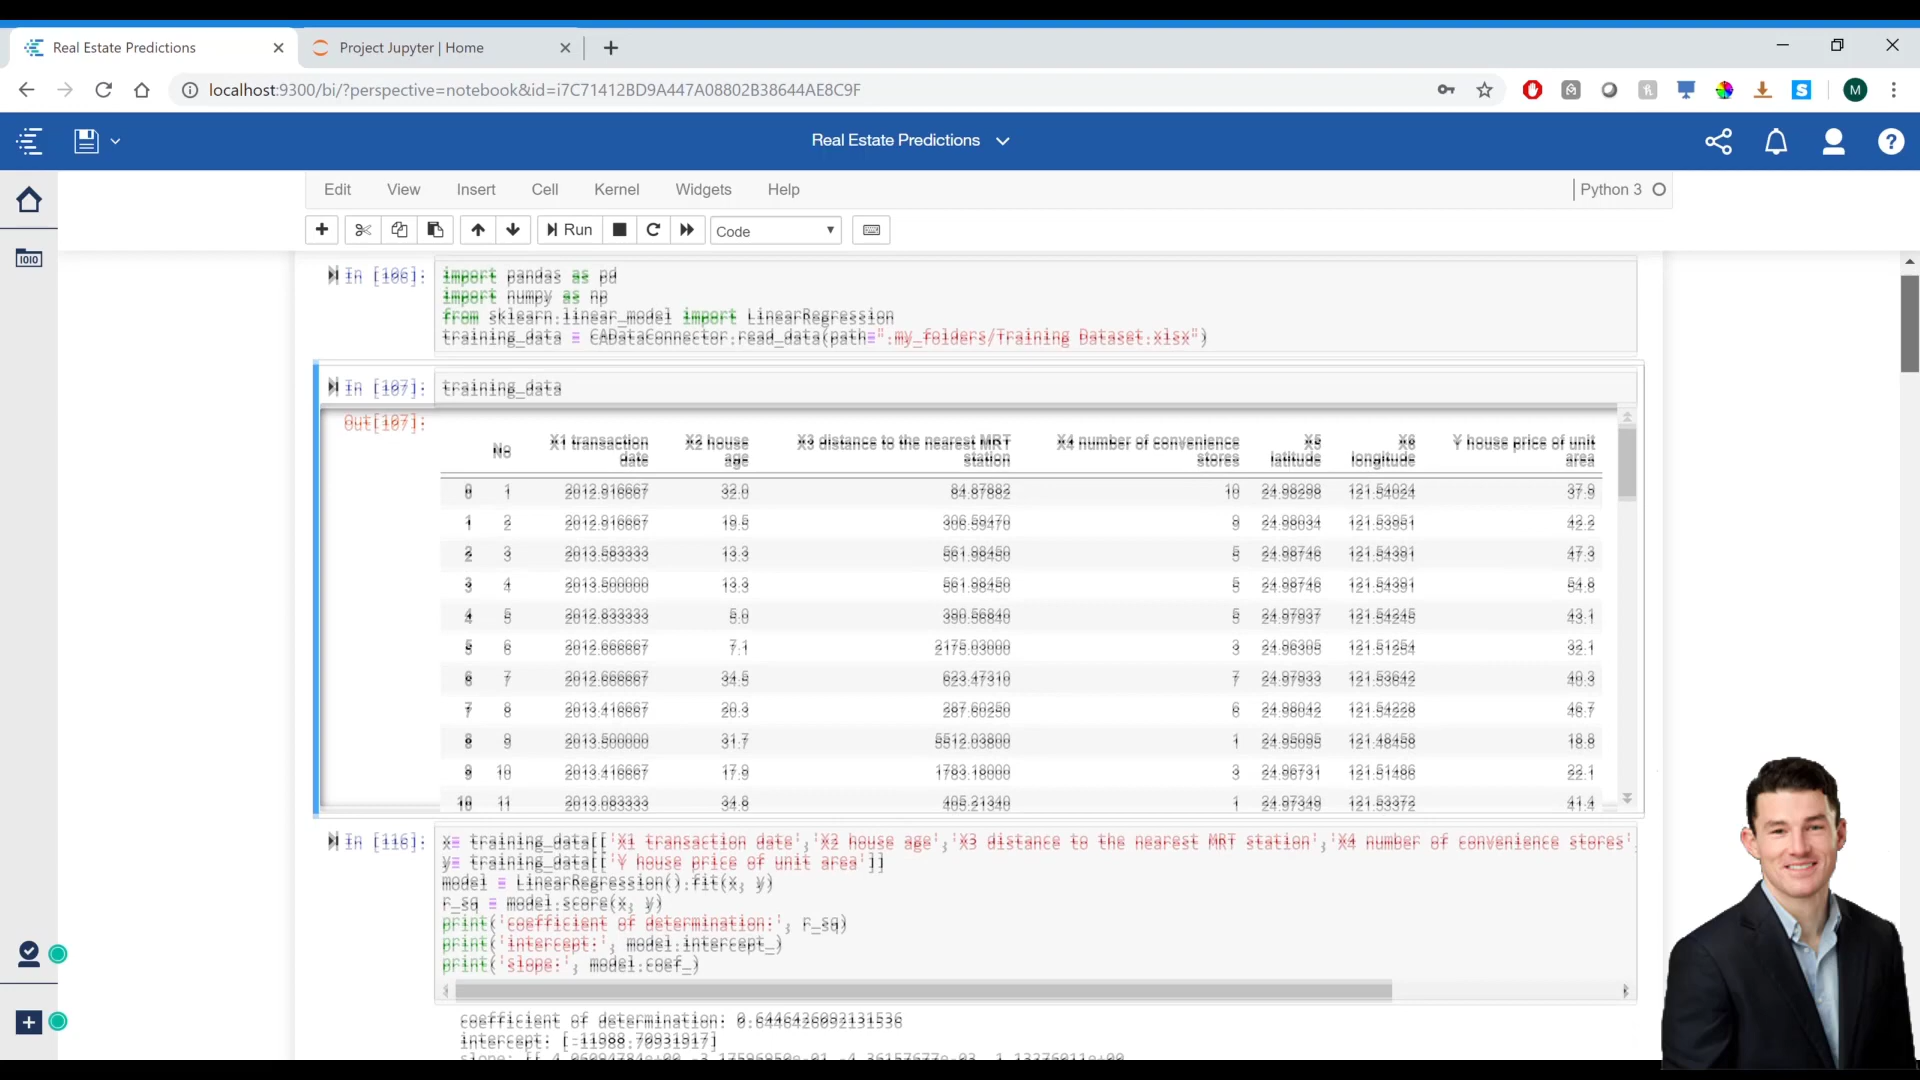 Real Estate Predictions
Project Jupyter | Home
localhost:9300/bi/?perspective=notebook&id=i7C71412BD9A447A08802B38644AE8C9F
M
Real Estate Predictions
Edit View Insert Cell Kernel Widgets Help
Python 3
Run
Code
In [106]:
import pandas as pd
import numpy as np
from sklearn.linear_model import LinearRegression
training_data = CADataConnector.read_data(path=".my_folders/Training Dataset.xlsx")
In [107]:
training_data
Out[107]:
No X1 transaction date X2 house age X3 distance to the nearest MRT station X4 number of convenience stores X5 latitude X6 longitude Y house price of unit area
0 1 2012.916667 32.0 84.87882 10 24.98298 121.54024 37.9
1 2 2012.916667 19.5 306.59470 9 24.98034 121.53951 42.2
2 3 2013.583333 13.3 561.98450 5 24.98746 121.54391 47.3
3 4 2013.500000 13.3 561.98450 5 24.98746 121.54391 54.8
4 5 2012.833333 5.0 390.56840 5 24.97937 121.54245 43.1
5 6 2012.666667 7.1 2175.03000 3 24.96305 121.51254 32.1
6 7 2012.666667 34.5 623.47310 7 24.97933 121.53642 40.3
7 8 2013.416667 20.3 287.60250 6 24.98042 121.54228 46.7
8 9 2013.500000 31.7 5512.03800 1 24.95095 121.48458 18.8
9 10 2013.416667 17.9 1783.18000 3 24.96731 121.51486 22.1
10 11 2013.083333 34.8 405.21340 1 24.97349 121.53372 41.4
In [116]:
x= training_data[['X1 transaction date','X2 house age','X3 distance to the nearest MRT station','X4 number of convenience stores'
y= training_data[['Y house price of unit area']]
model = LinearRegression().fit(x, y)
r_sq = model.score(x, y)
print('coefficient of determination:', r_sq)
print('intercept:', model.intercept_)
print('slope:', model.coef_)
coefficient of determination: 0.6446426092131536
intercept: [-11988.70931917]